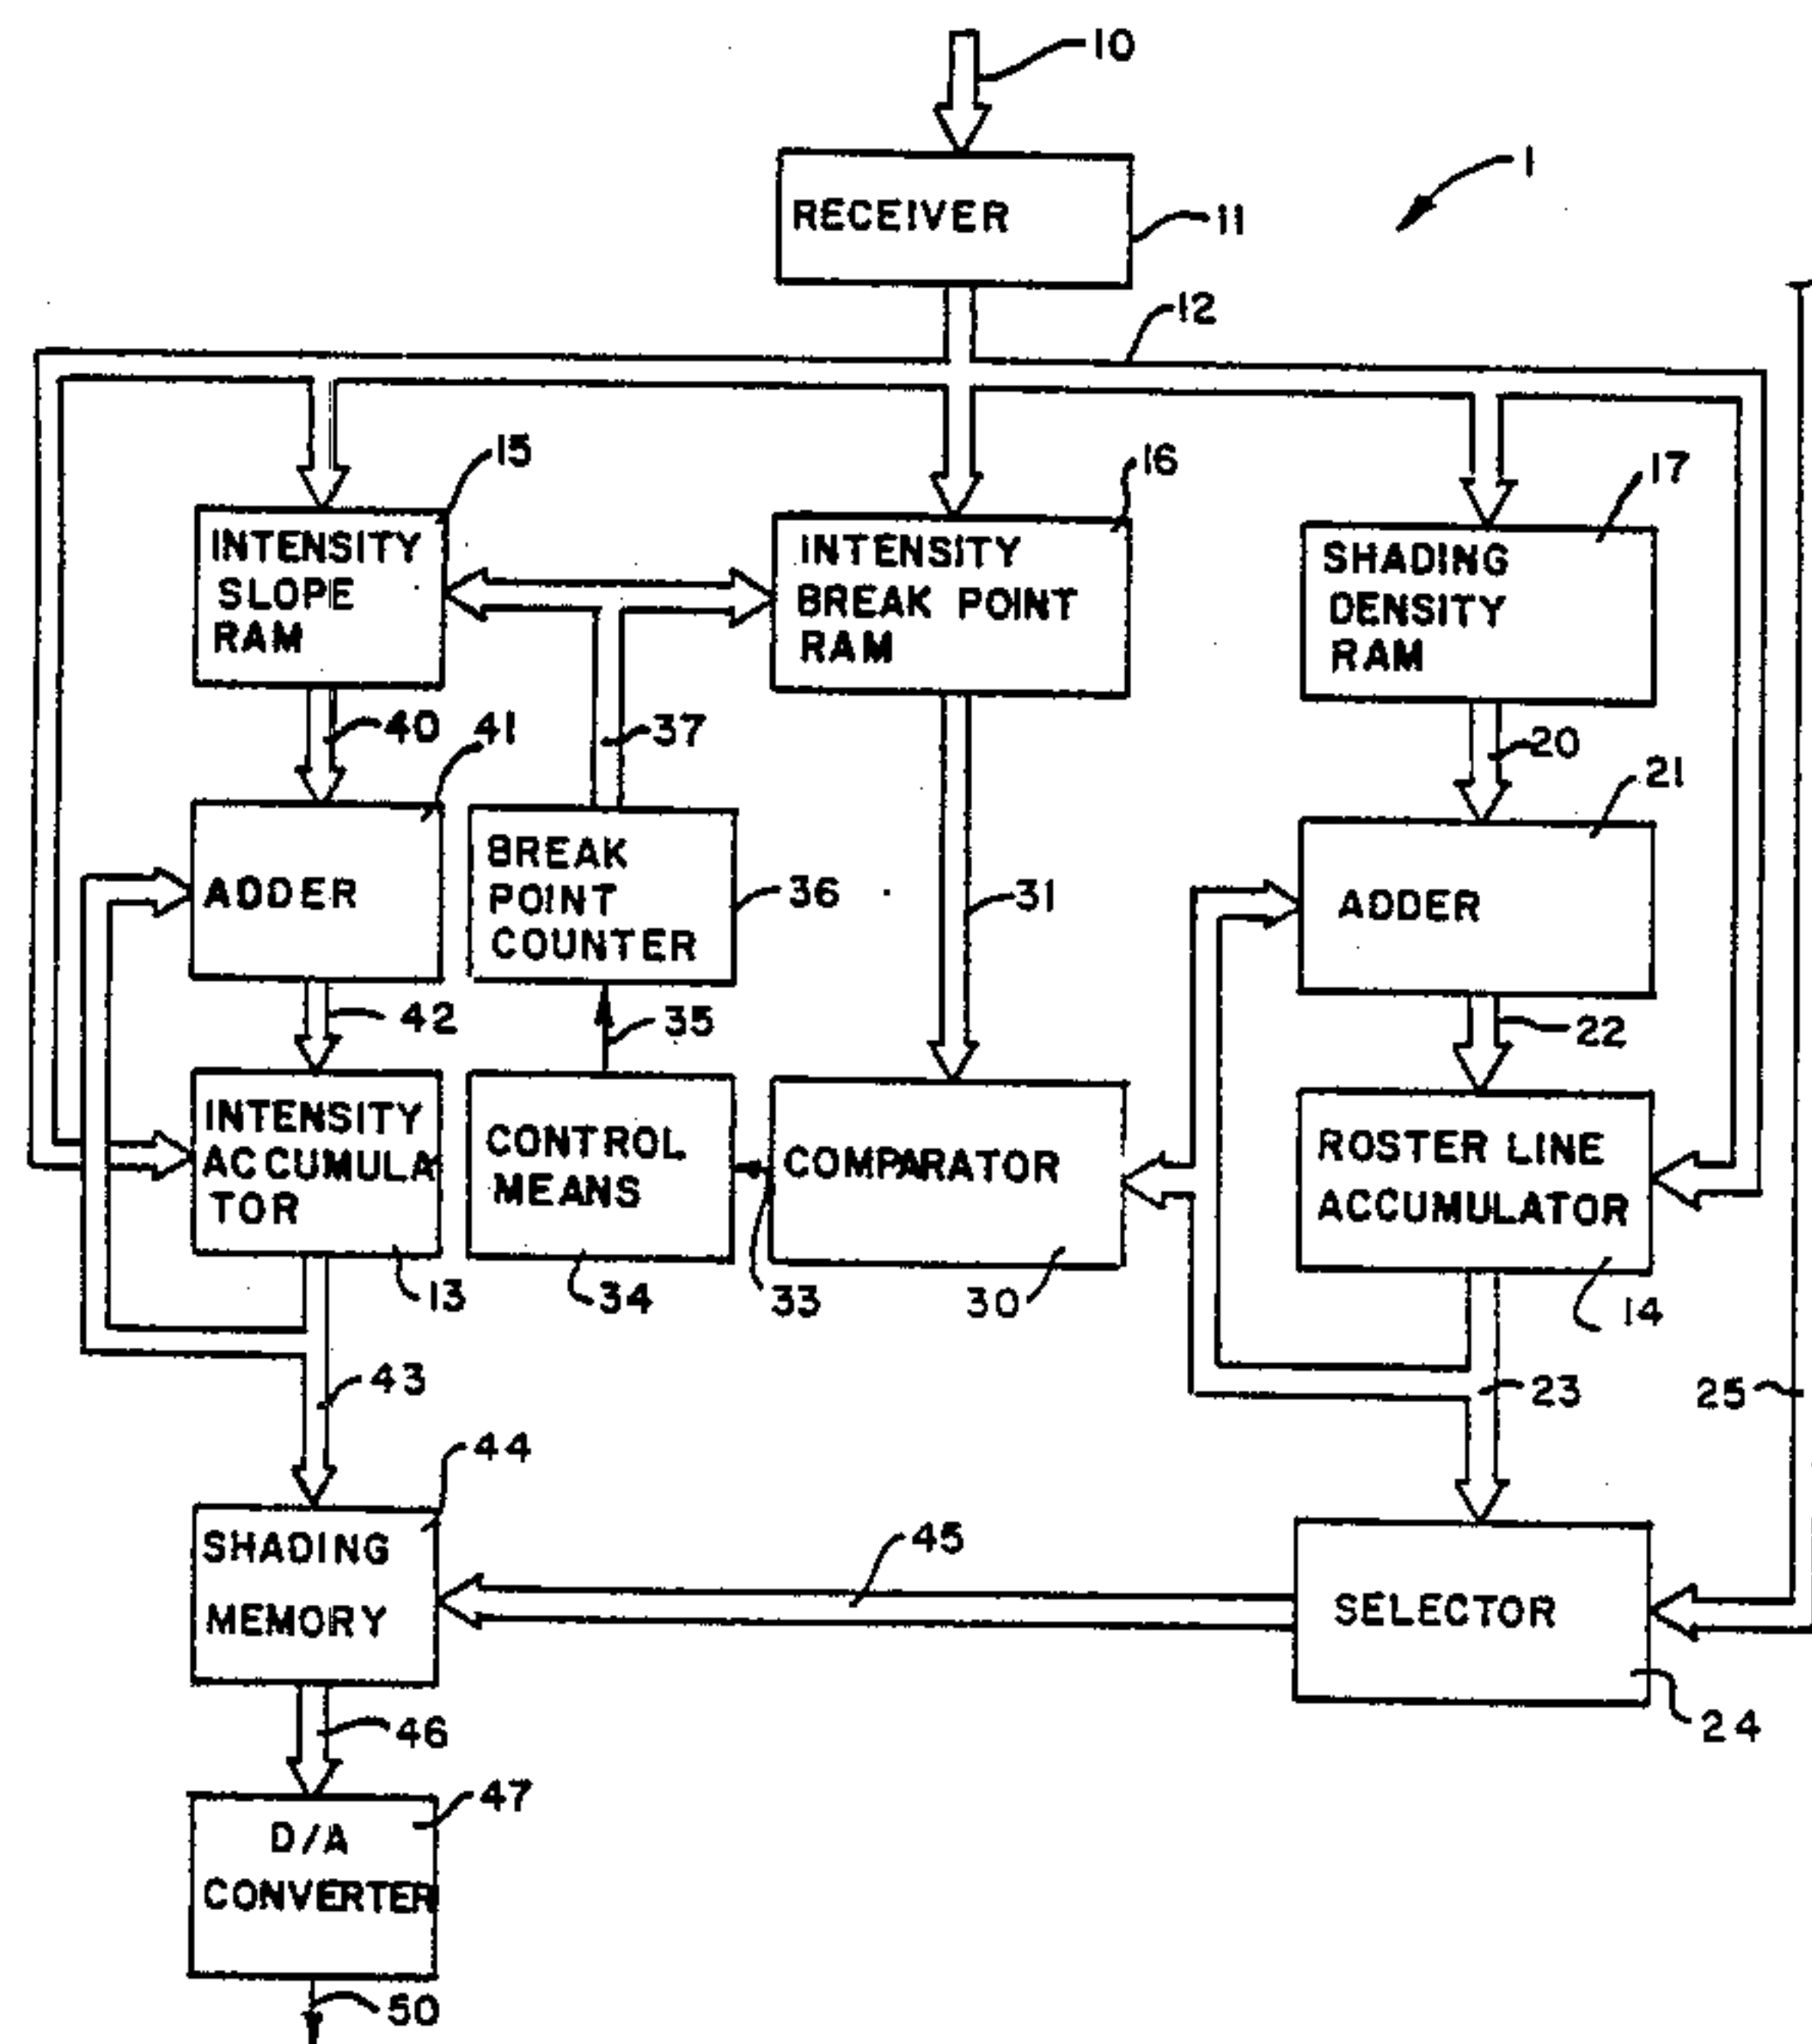 10
RECEIVER
11
1
12
15
16
17
INTENSITY
SLOPE
RAM
INTENSITY
BREAK POINT
RAM
SHADING
DENSITY
RAM
40
41
37
20
21
ADDER
BREAK
POINT
COUNTER
36
31
ADDER
42
35
22
INTENSITY
ACCUMULA
TOR
CONTROL
MEANS
COMPARATOR
ROSTER LINE
ACCUMULATOR
13
34
33
30
14
43
23
25
44
45
SHADING
MEMORY
SELECTOR
46
24
47
D/A
CONVERTER
50